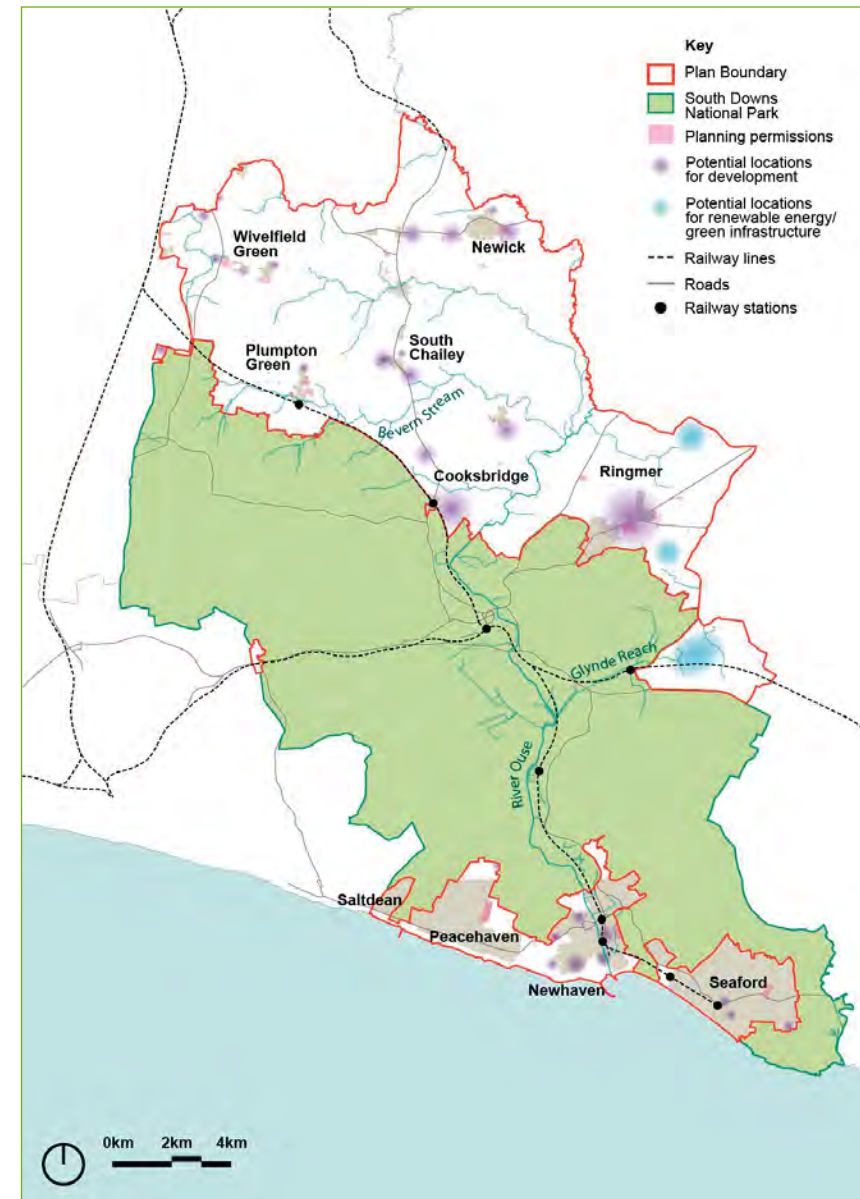 Key
Plan Boundary
South Downs
National Park
Planning permissions
Potential locations
for development
Potential locations
for renewable energy/
green infrastructure
Railway lines
Roads
Railway stations
Wivelfield
Green
Newick
Plumpton
Green
South
Chailey
Bevern Stream
Cooksbridge
Ringmer
Glynde Reach
River Ouse
Saltdean
Peacehaven
Newhaven
Seaford
0km 2km 4km